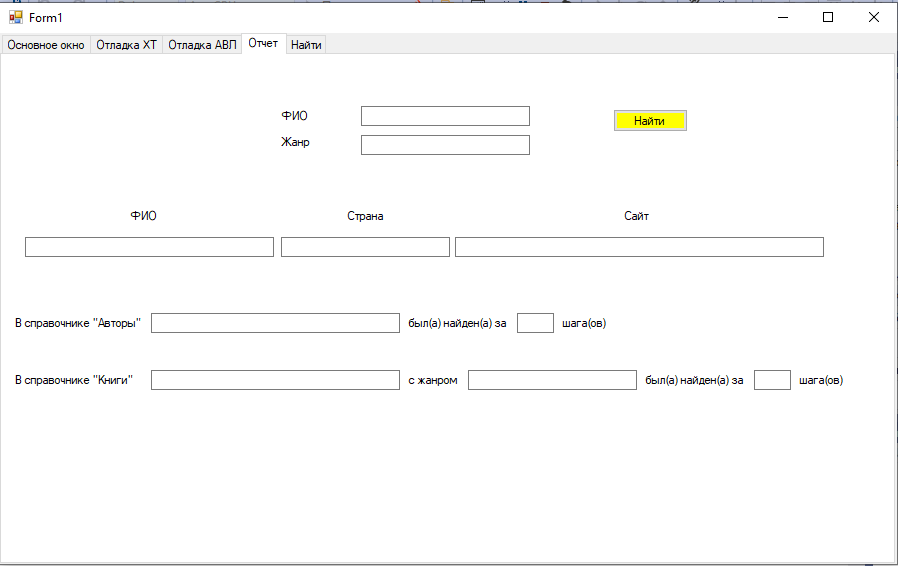 Form1
Основное окно Отладка ХТ Отладка АВЛ Отчет Найти
ФИО Найти
Жанр
ФИО Страна Сайт
В справочнике "Авторы" был(а) найден(а) за шага(ов)
В справочнике "Книги" с жанром был(а) найден(а) за шага(ов)